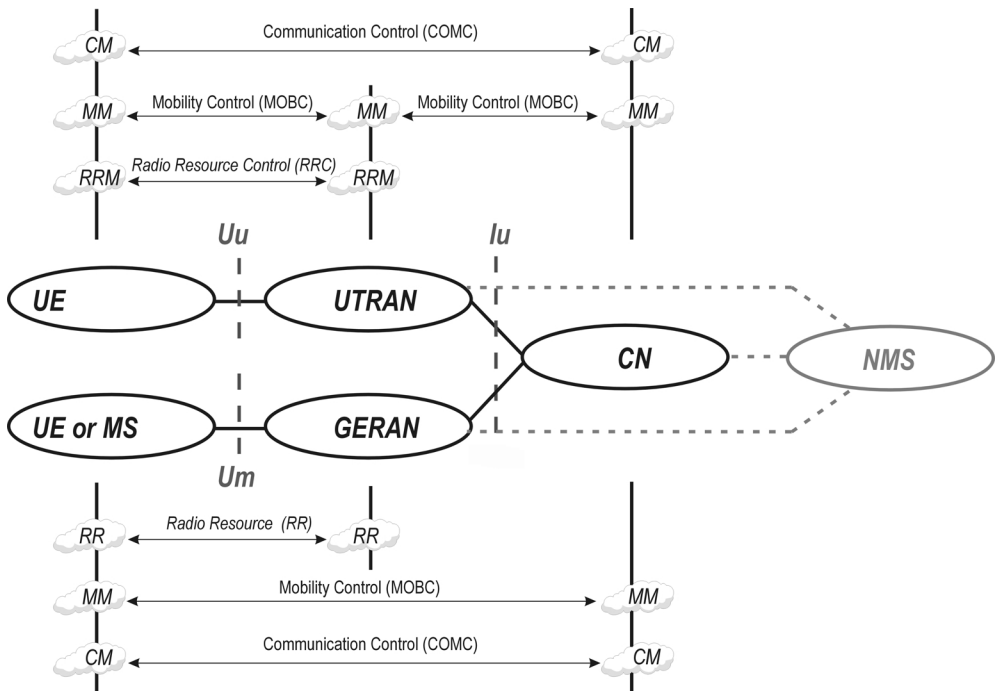 Communication Control (COMC)
CM
CM
Mobility Control (MOBC)
Mobility Control (MOBC)
MM
MM
MM
Radio Resource Control (RRC)
RRM
RRM
Uu
Iu
UE
UTRAN
CN
NMS
UE or MS
GERAN
Um
Radio Resource (RR)
RR
RR
Mobility Control (MOBC)
MM
MM
Communication Control (COMC)
CM
CM